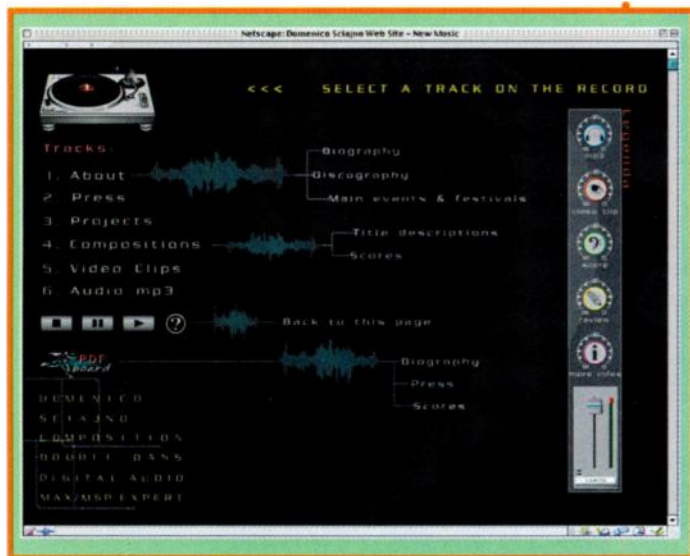 Netscape: Domenico Sciajno Web Site – New Music
<<< SELECT A TRACK ON THE RECORD
Legenda
Tracks:
1. About
Biography
Discography
Main events & festivals
2. Press
3. Projects
4. Compositions
Title descriptions
Scores
5. Video Clips
6. Audio mp3
mp3
video clip
score
review
more infos
? Back to this page
PDF board
Biography
Press
Scores
DOMENICO
SCIAJNO
COMPOSITION
DOUBLE BASS
DIGITAL AUDIO
MAX/MSP EXPERT